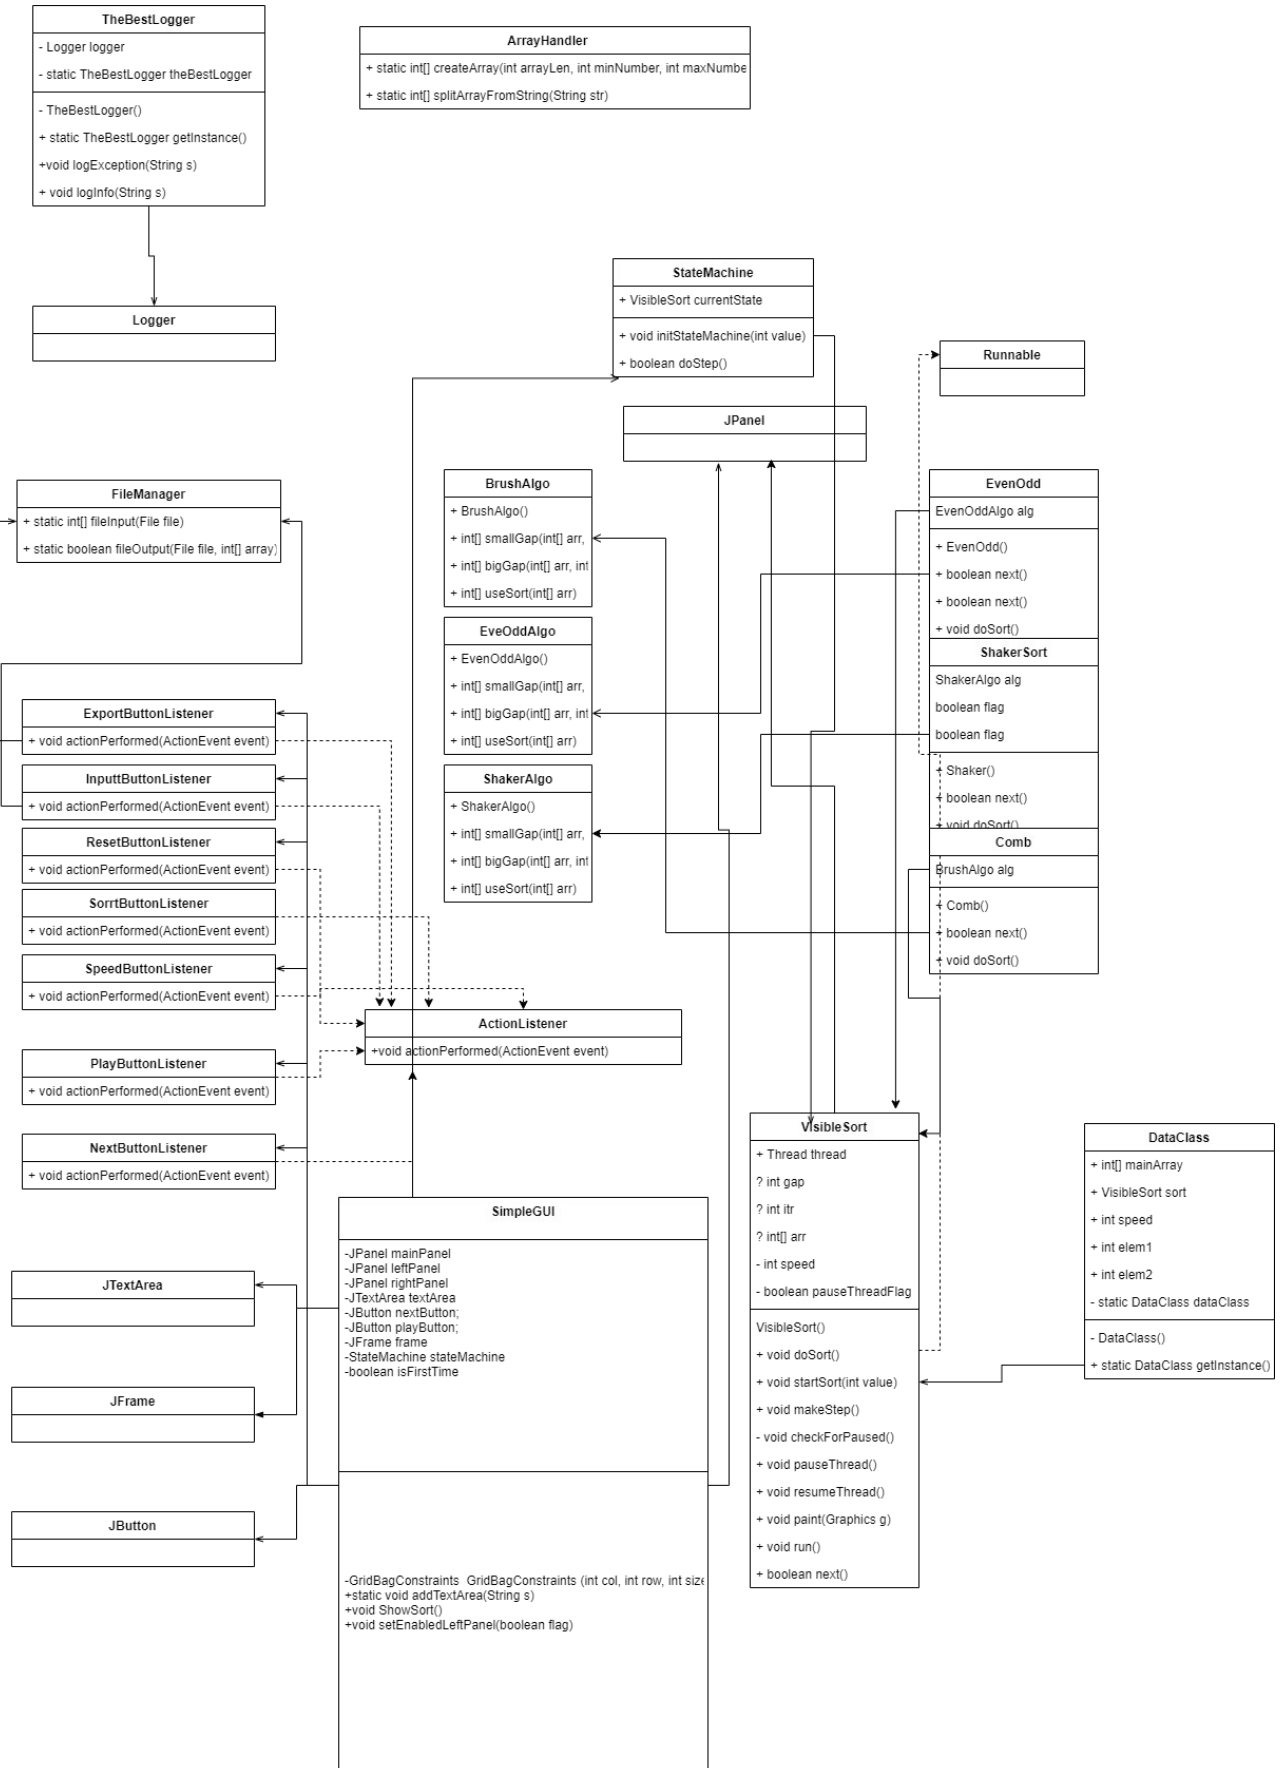 TheBestLogger
- Logger logger
- static TheBestLogger theBestLogger
- TheBestLogger()
+ static TheBestLogger getInstance()
+void logException(String s)
+ void logInfo(String s)
ArrayHandler
+ static int[] createArray(int arrayLen, int minNumber, int maxNumbe
+ static int[] splitArrayFromString(String str)
Logger
StateMachine
+ VisibleSort currentState
+ void initStateMachine(int value)
+ boolean doStep()
Runnable
JPanel
FileManager
+ static int[] fileInput(File file)
+ static boolean fileOutput(File file, int[] array)
BrushAlgo
+ BrushAlgo()
+ int[] smallGap(int[] arr,
+ int[] bigGap(int[] arr, int
+ int[] useSort(int[] arr)
EvenOdd
EvenOddAlgo alg
+ EvenOdd()
+ boolean next()
+ boolean next()
+ void doSort()
EveOddAlgo
+ EvenOddAlgo()
+ int[] smallGap(int[] arr,
+ int[] bigGap(int[] arr, int
+ int[] useSort(int[] arr)
ShakerSort
ShakerAlgo alg
boolean flag
boolean flag
+ Shaker()
+ boolean next()
+ void doSort()
ExportButtonListener
+ void actionPerformed(ActionEvent event)
InputtButtonListener
+ void actionPerformed(ActionEvent event)
ResetButtonListener
+ void actionPerformed(ActionEvent event)
SorrtButtonListener
+ void actionPerformed(ActionEvent event)
SpeedButtonListener
+ void actionPerformed(ActionEvent event)
PlayButtonListener
+ void actionPerformed(ActionEvent event)
NextButtonListener
+ void actionPerformed(ActionEvent event)
ShakerAlgo
+ ShakerAlgo()
+ int[] smallGap(int[] arr,
+ int[] bigGap(int[] arr, int
+ int[] useSort(int[] arr)
Comb
BrushAlgo alg
+ Comb()
+ boolean next()
+ void doSort()
ActionListener
+void actionPerformed(ActionEvent event)
VisibleSort
+ Thread thread
? int gap
? int itr
? int[] arr
- int speed
- boolean pauseThreadFlag
VisibleSort()
+ void doSort()
+ void startSort(int value)
+ void makeStep()
- void checkForPaused()
+ void pauseThread()
+ void resumeThread()
+ void paint(Graphics g)
+ void run()
+ boolean next()
DataClass
+ int[] mainArray
+ VisibleSort sort
+ int speed
+ int elem1
+ int elem2
- static DataClass dataClass
- DataClass()
+ static DataClass getInstance()
SimpleGUI
-JPanel mainPanel
-JPanel leftPanel
-JPanel rightPanel
-JTextArea textArea
-JButton nextButton;
-JButton playButton;
-JFrame frame
-StateMachine stateMachine
-boolean isFirstTime
-GridBagConstraints  GridBagConstraints (int col, int row, int size
+static void addTextArea(String s)
+void ShowSort()
+void setEnabledLeftPanel(boolean flag)
JTextArea
JFrame
JButton